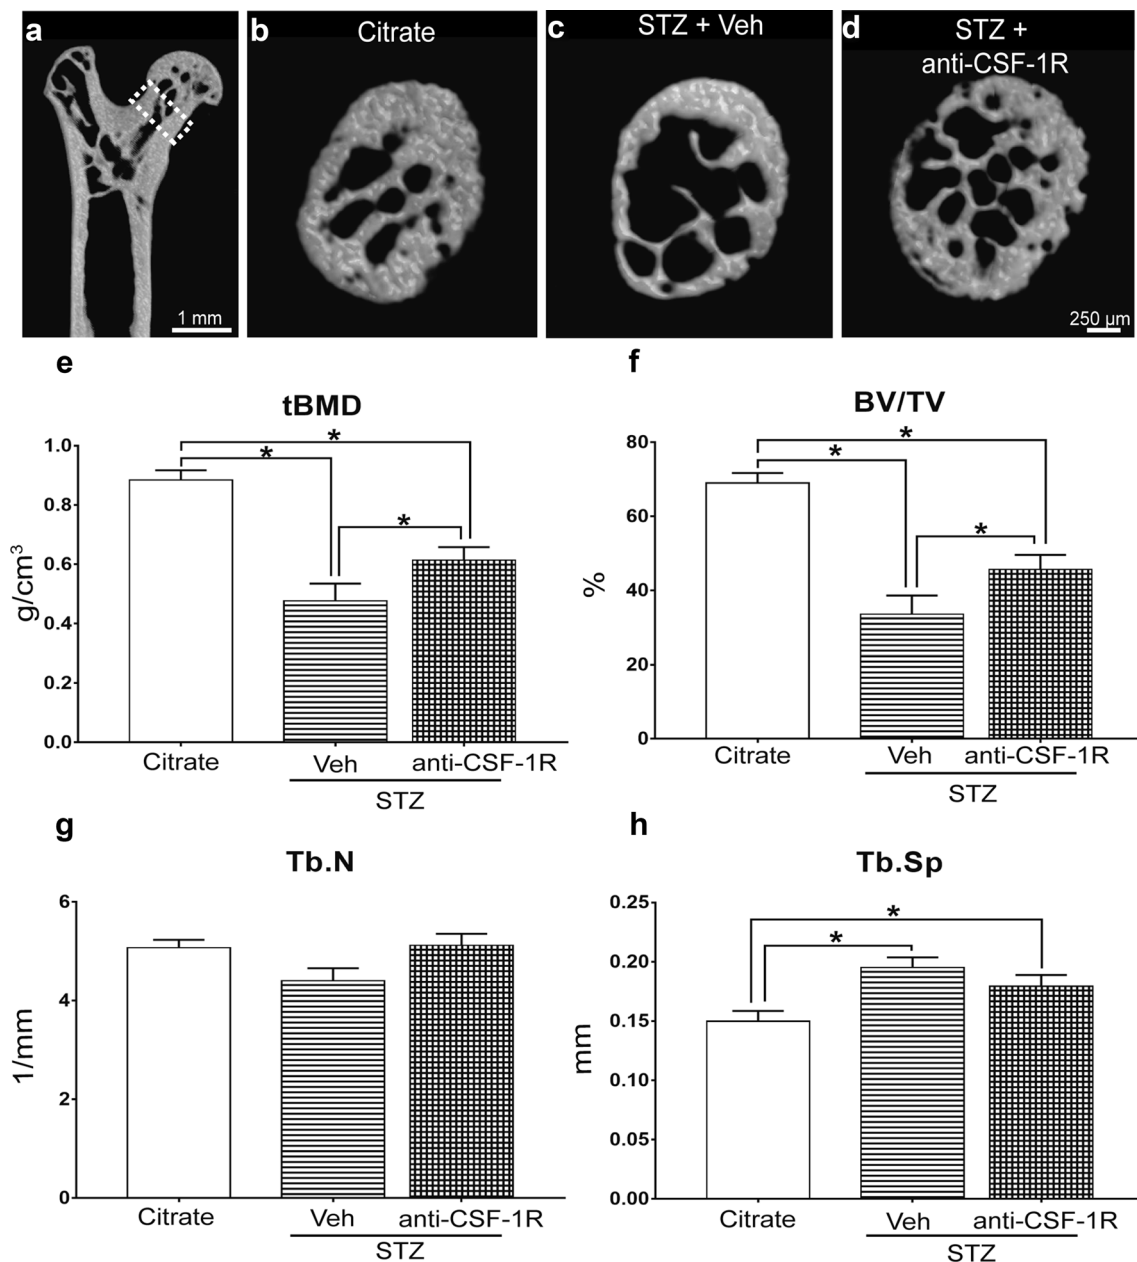 a
b
c
d
Citrate
STZ + Veh
STZ +
anti-CSF-1R
1 mm
250 µm
e
f
tBMD
BV/TV
*
*
*
*
*
*
1.0
0.8
0.6
0.4
0.2
0.0
g/cm³
80
60
40
20
0
%
Citrate
Veh
anti-CSF-1R
STZ
Citrate
Veh
anti-CSF-1R
STZ
g
h
Tb.N
Tb.Sp
6
4
2
0
1/mm
*
*
0.25
0.20
0.15
0.10
0.05
0.00
mm
Citrate
Veh
anti-CSF-1R
STZ
Citrate
Veh
anti-CSF-1R
STZ